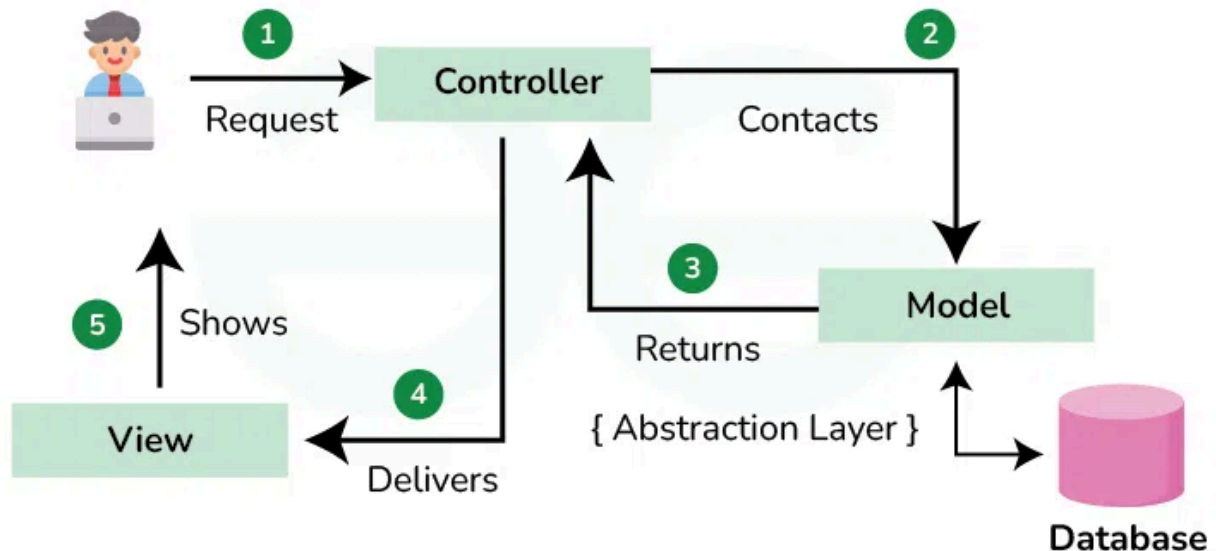 1
2
Controller
Request
Contacts
3
Model
5
Shows
Returns
4
{ Abstraction Layer }
View
Delivers
Database